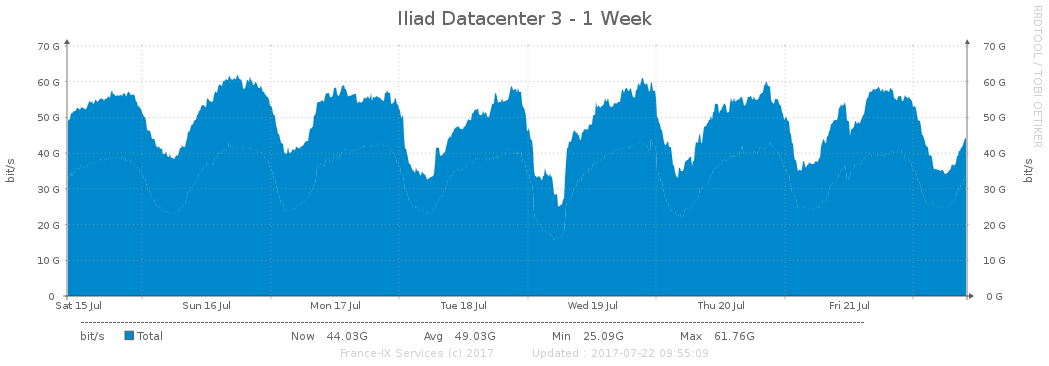 Iliad Datacenter 3 - 1 Week
RRDTOOL / TOBI OETIKER
70 G 70 G
60 G 60 G
50 G 50 G
40 G 40 G
30 G 30 G
20 G 20 G
10 G 10 G
0 0 G
bit/s bit/s
Sat 15 Jul Sun 16 Jul Mon 17 Jul Tue 18 Jul Wed 19 Jul Thu 20 Jul Fri 21 Jul
bit/s Total Now 44.03G Avg 49.03G Min 25.09G Max 61.76G
France-IX Services (c) 2017 Updated : 2017-07-22 09:55:09